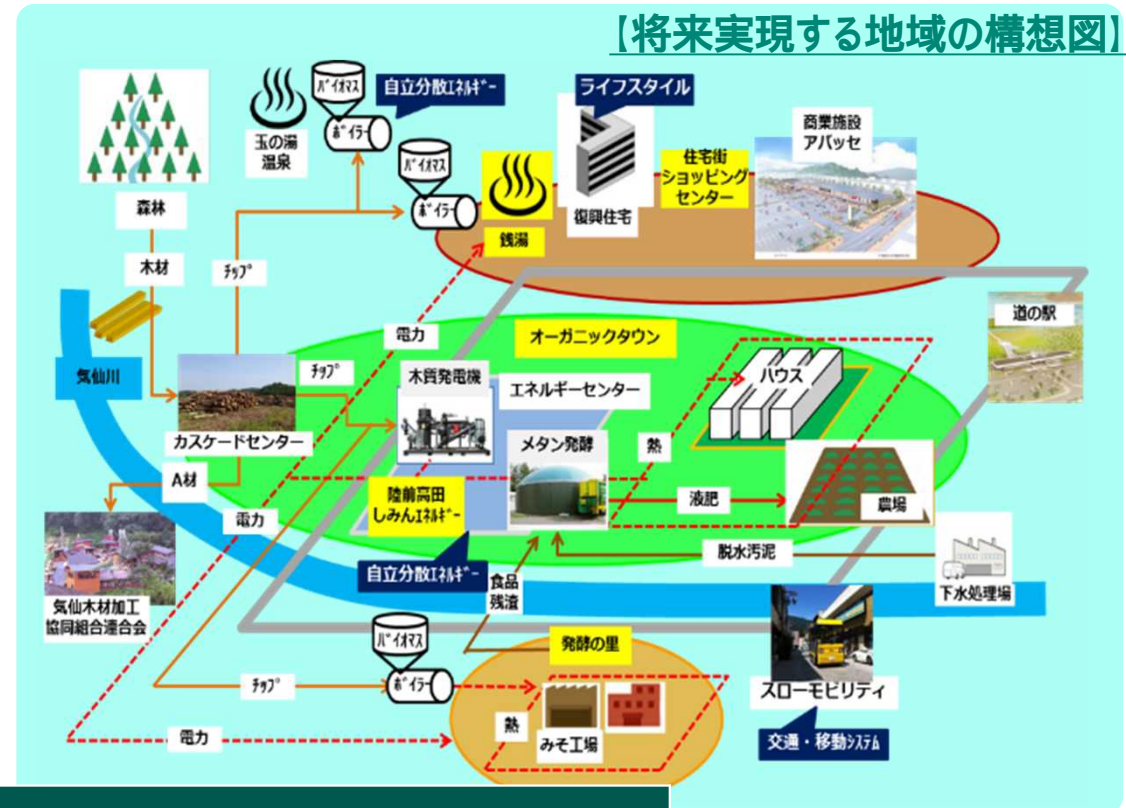 【将来実現する地域の構想図】
バイオマス
自立分散エネルギー
ライフスタイル
商業施設
アバッセ
玉の湯
温泉
ボイラー
バイオマス
住宅街
ショッピング
センター
ボイラー
森林
復興住宅
銭湯
木材
チップ
道の駅
電力
オーガニックタウン
気仙川
チップ
木質発電機
ハウス
エネルギーセンター
カスケードセンター
メタン発酵
熱
A材
陸前高田
しみんエネルギー
液肥
農場
電力
脱水汚泥
自立分散エネルギー
食品
残渣
下水処理場
気仙木材加工
協同組合連合会
バイオマス
発酵の里
チップ
ボイラー
スローモビリティ
熱
みそ工場
電力
交通・移動システム